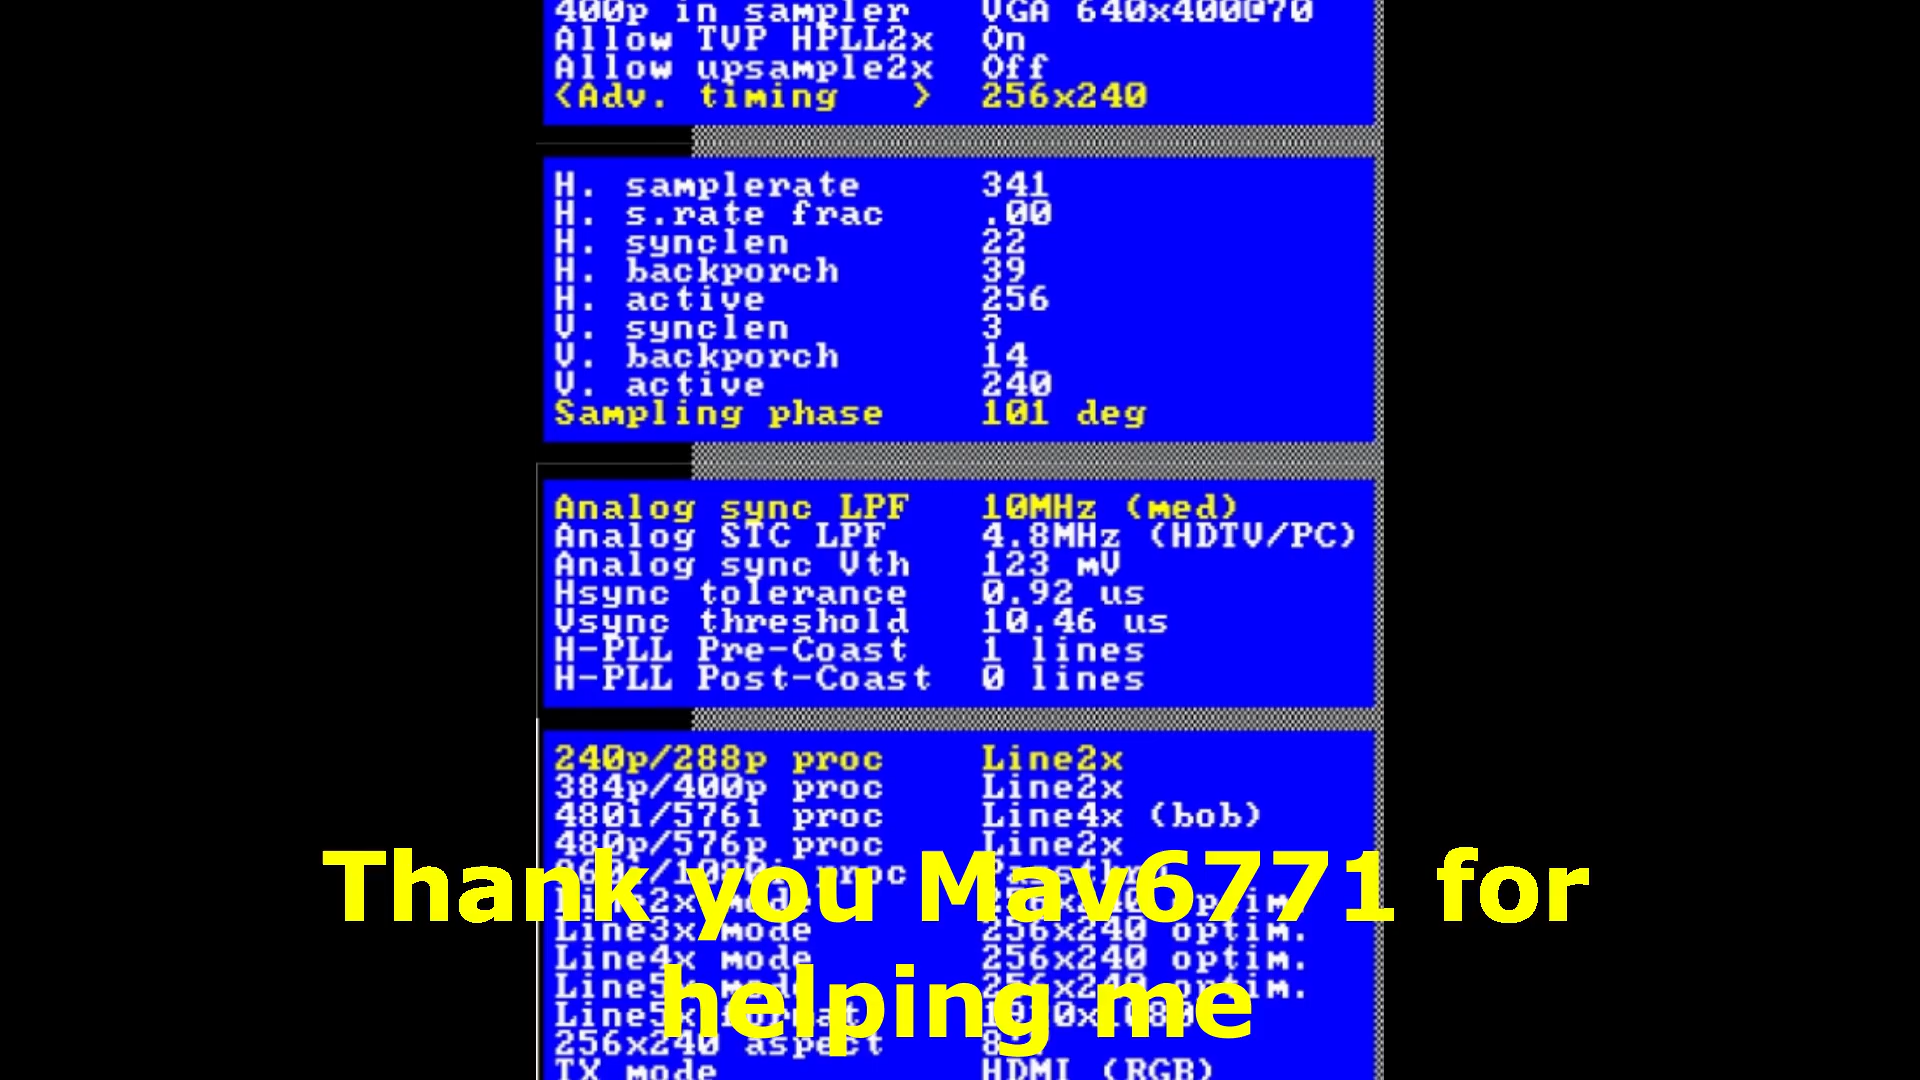 400p in sampler VGA 640x400@70
Allow TVP HPLL2x On
Allow upsample2x Off
<Adv. timing > 256x240
H. samplerate 341
H. s.rate frac .00
H. synclen 22
H. backporch 39
H. active 256
V. synclen 3
V. backporch 14
V. active 240
Sampling phase 101 deg
Analog sync LPF 10MHz (med)
Analog STC LPF 4.8MHz (HDTV/PC)
Analog sync Vth 123 mV
Hsync tolerance 0.92 us
Vsync threshold 10.46 us
H-PLL Pre-Coast 1 lines
H-PLL Post-Coast 0 lines
240p/288p proc Line2x
384p/400p proc Line2x
480i/576i proc Line4x (bob)
480p/576p proc Line2x
proc
Thank you Mav6771 for
mode
Line3x mode 256x240 optim.
Line4x mode 256x240 optim.
256x240 optim.
helping me
256x240 aspect
TX mode HDMI (RGB)